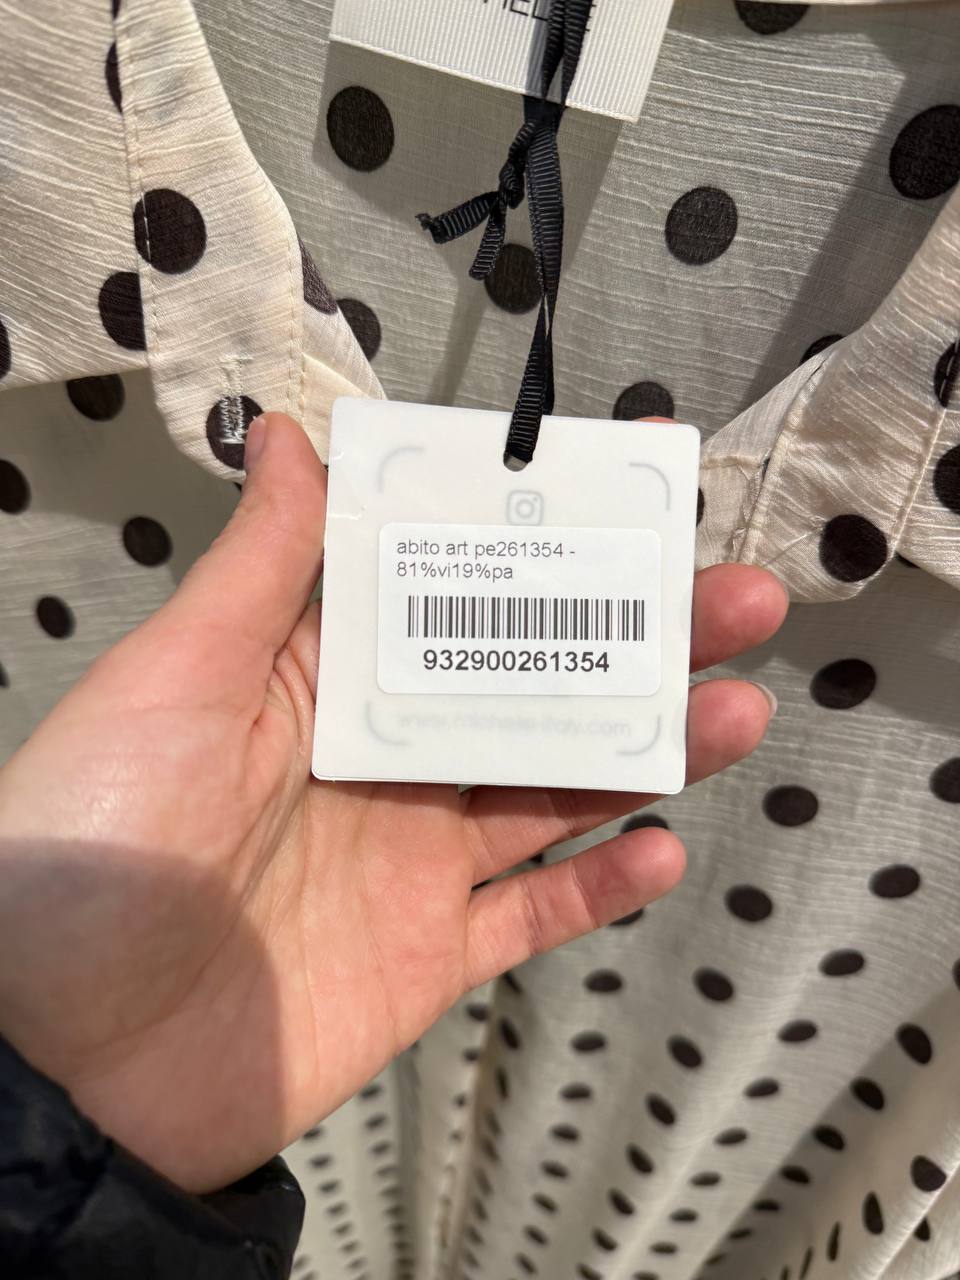 abito art pe261354 -
81%vi19%pa
932900261354